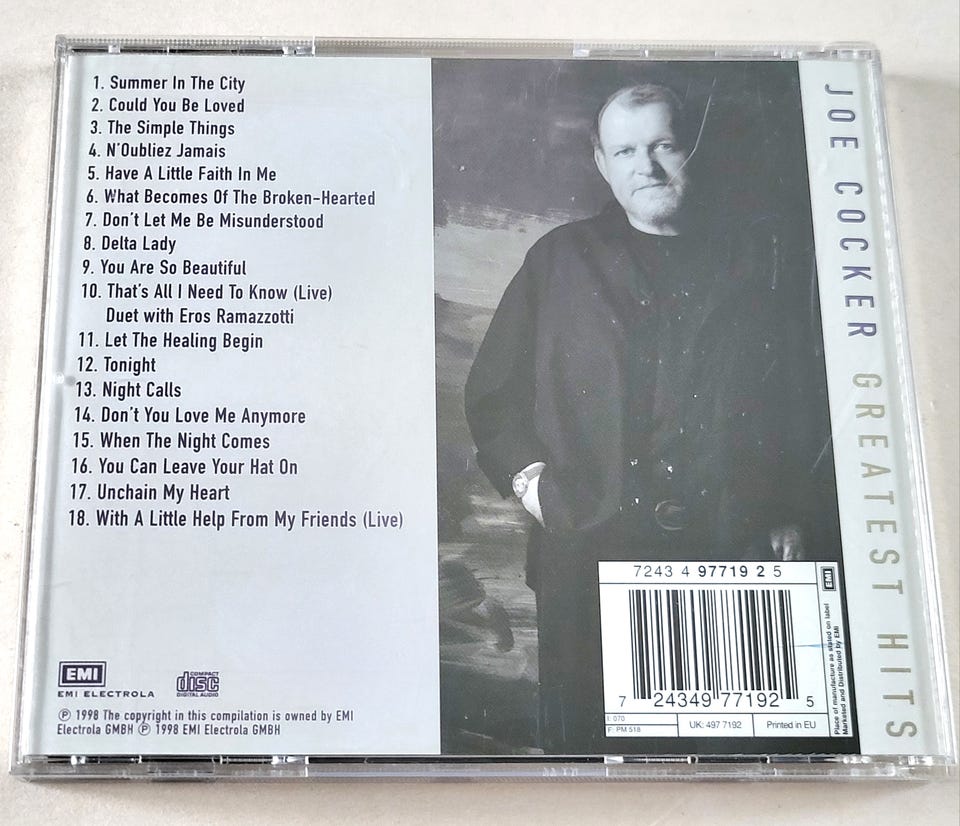 1. Summer In The City
2. Could You Be Loved
3. The Simple Things
4. N'Oubliez Jamais
5. Have A Little Faith In Me
6. What Becomes Of The Broken-Hearted
7. Don't Let Me Be Misunderstood
8. Delta Lady
9. You Are So Beautiful
10. That's All I Need To Know (Live)
Duet with Eros Ramazzotti
11. Let The Healing Begin
12. Tonight
13. Night Calls
14. Don't You Love Me Anymore
15. When The Night Comes
16. You Can Leave Your Hat On
17. Unchain My Heart
18. With A Little Help From My Friends (Live)
EMI
EMI ELECTROLA
COMPACT
disc
DIGITAL AUDIO
℗ 1998 The copyright in this compilation is owned by EMI
Electrola GMBH ℗ 1998 EMI Electrola GMBH
JOE COCKER GREATEST HITS
7243 4 97719 2 5
7 24349 77192 5
I: 070
F: PM 518
UK: 497 7192
Printed in EU
EMI
Place of manufacture as stated on label
Marketed and Distributed by EMI